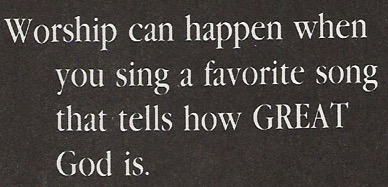 Worship can happen when
you sing a favorite song
that tells how GREAT
God is.